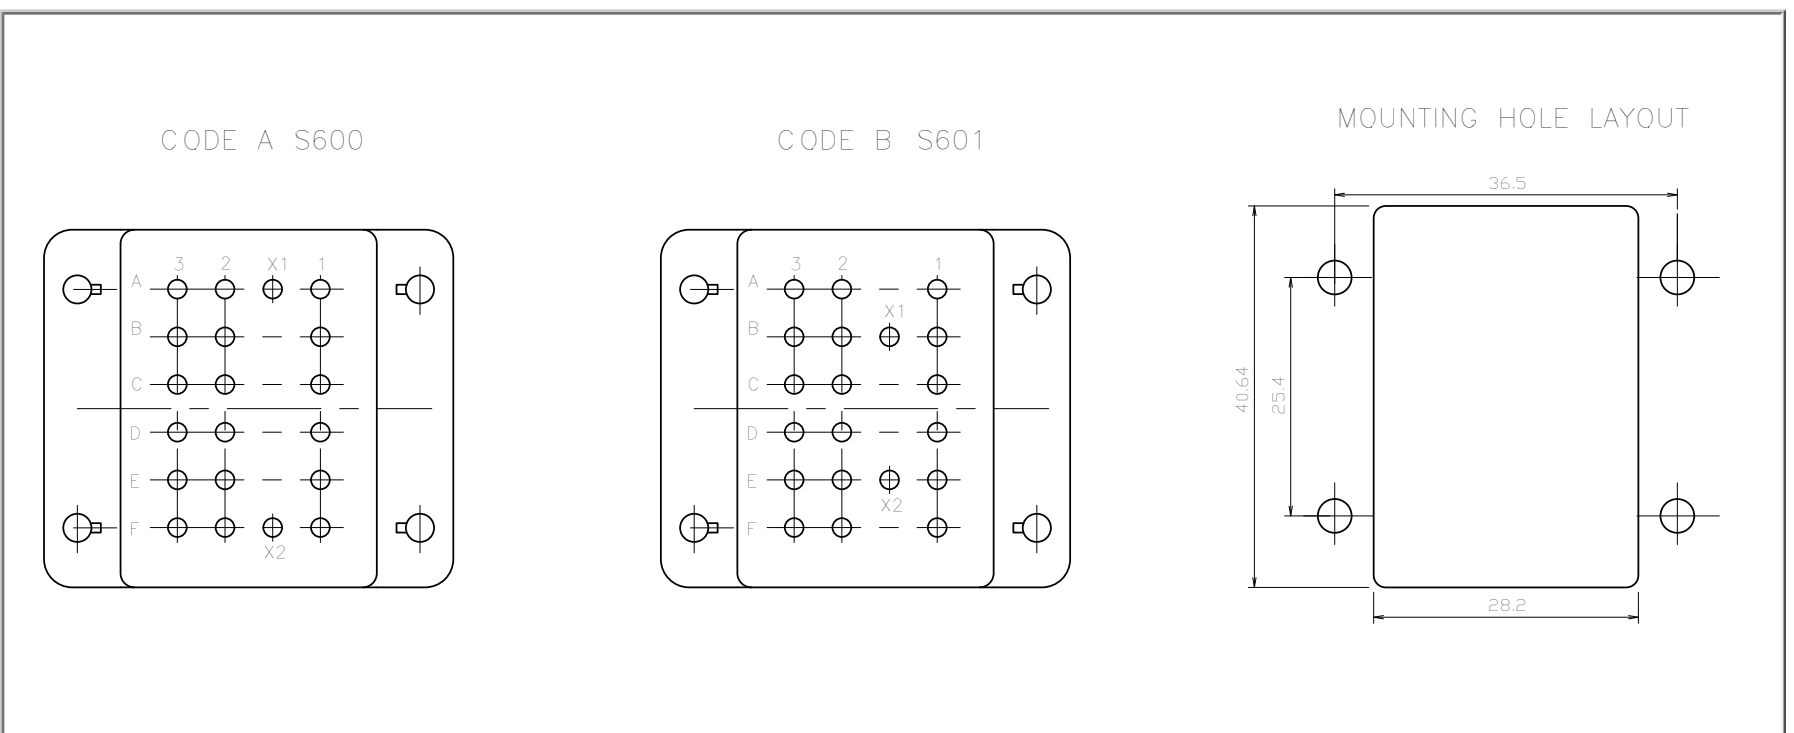 CODE A S600
3 2 X1 1
A
B
C
D
E
F
X2
CODE B S601
3 2 1
A
X1
B
C
D
E
X2
F
MOUNTING HOLE LAYOUT
36.5
40.64
25.4
28.2